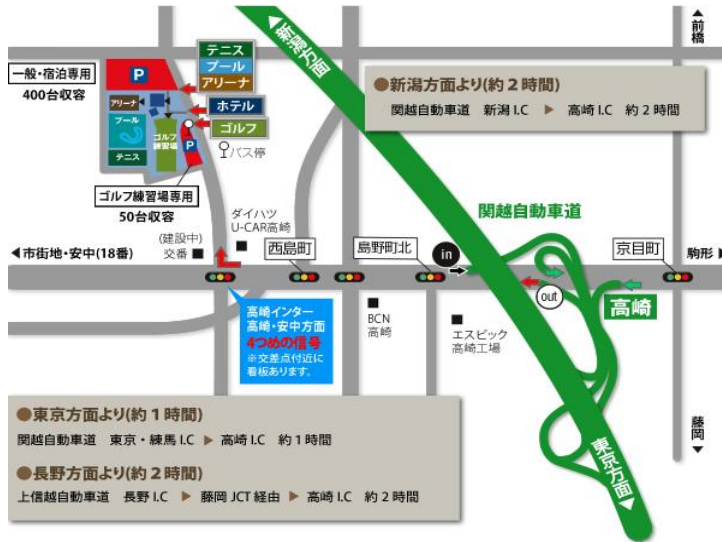 新潟方面
▲前橋
テニス
プール
アリーナ
ホテル
ゴルフ
バス停
一般・宿泊専用
400台収容
P
アリーナ
プール
テニス
ゴルフ
練習場
P
ゴルフ練習場専用
50台収容
●新潟方面より(約2時間)
関越自動車道 新潟I.C ▶ 高崎I.C 約2時間
関越自動車道
ダイハツ
U-CAR高崎
(建設中)
交番
◀市街地・安中(18番)
西島町
島野町北
in
out
京目町
駒形▶
高崎
高崎インター
高崎・安中方面
4つめの信号
※交差点付近に
看板あります。
BCN
高崎
エスビック
高崎工場
●東京方面より(約1時間)
関越自動車道 東京・練馬I.C ▶ 高崎I.C 約1時間
●長野方面より(約2時間)
上信越自動車道 長野I.C ▶ 藤岡JCT経由 ▶ 高崎I.C 約2時間
東京方面
藤岡▼